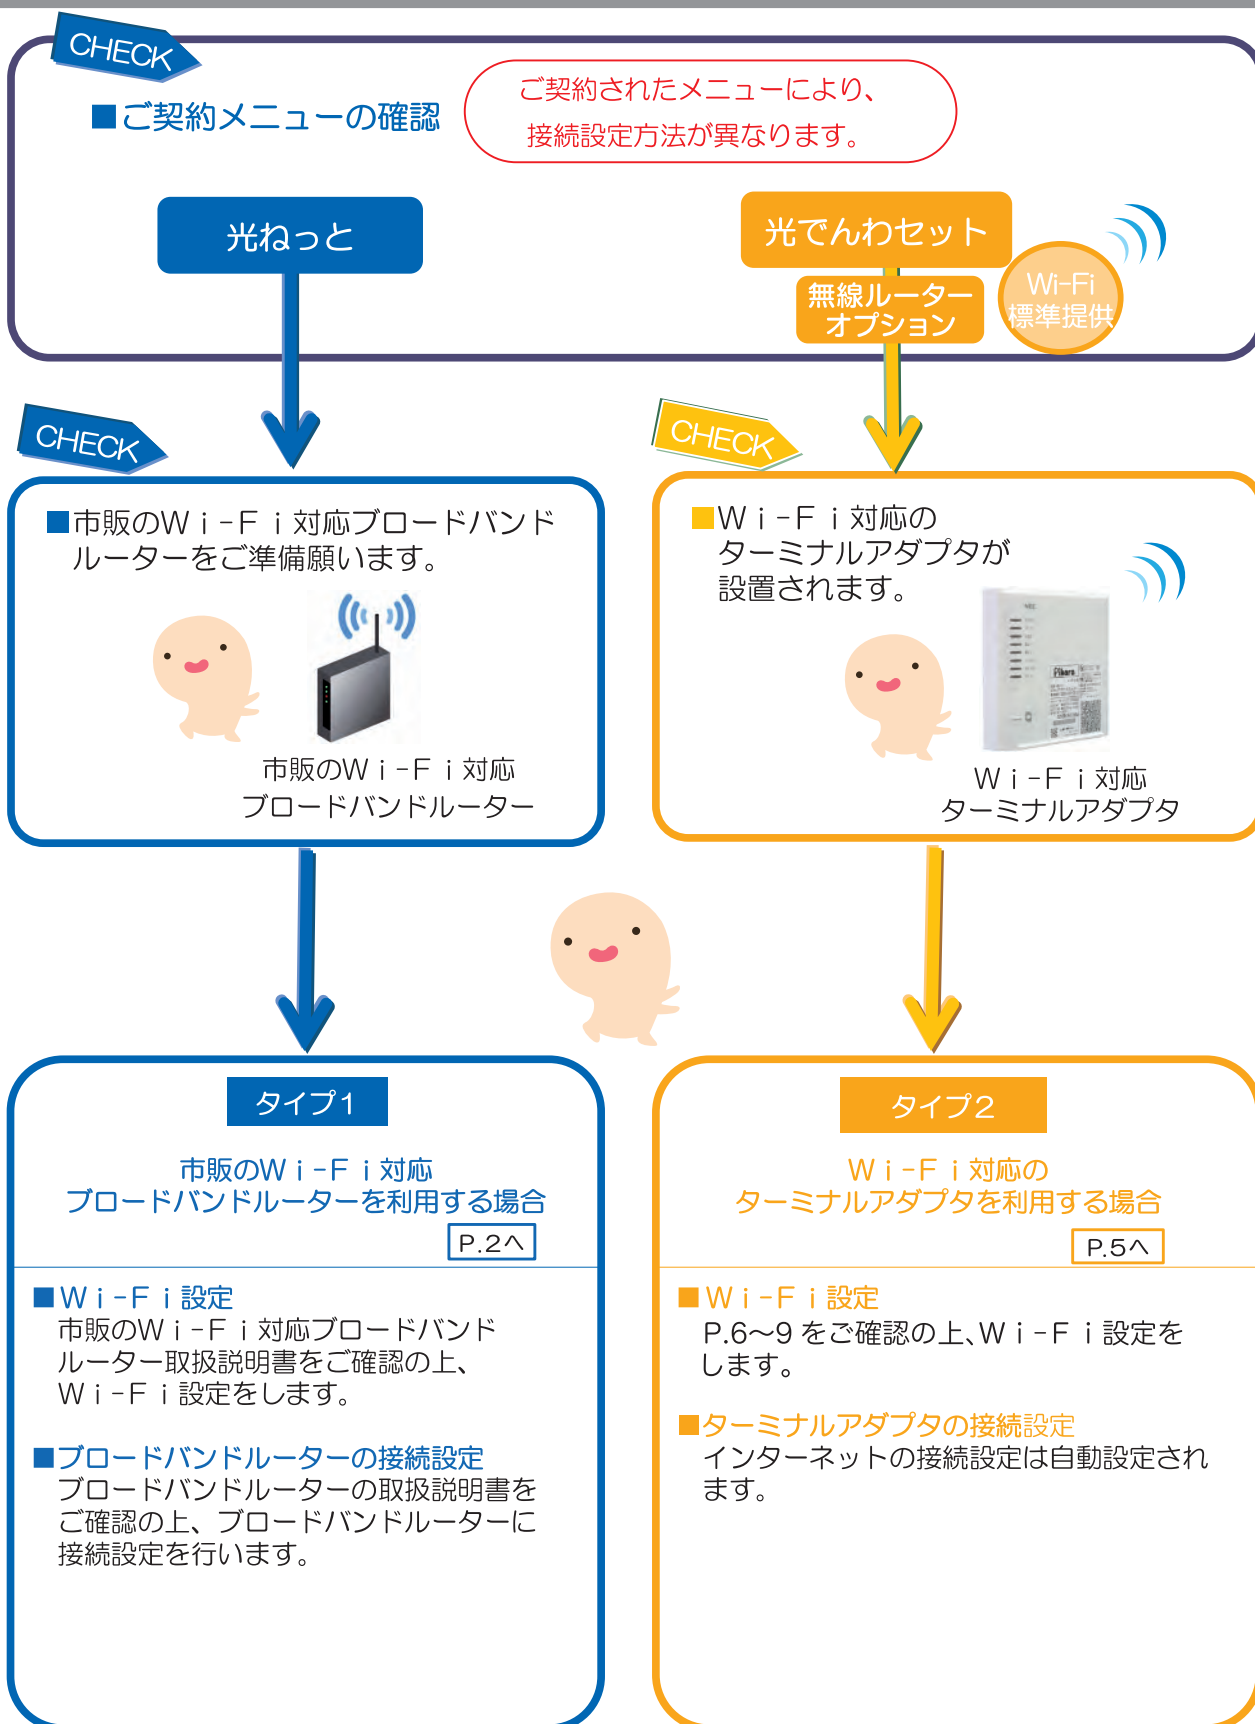 CHECK
■ご契約メニューの確認
ご契約されたメニューにより、
接続設定方法が異なります。
光ねっと
光でんわセット
無線ルーター
オプション
Wi-Fi
標準提供
CHECK
■市販のWi-Fi対応ブロードバンド
ルーターをご準備願います。
市販のWi-Fi対応
ブロードバンドルーター
CHECK
■Wi-Fi対応の
ターミナルアダプタが
設置されます。
NEC
Pikara
Wi-Fi対応
ターミナルアダプタ
タイプ1
市販のWi-Fi対応
ブロードバンドルーターを利用する場合
P.2へ
■Wi-Fi設定
市販のWi-Fi対応ブロードバンド
ルーター取扱説明書をご確認の上、
Wi-Fi設定をします。
■ブロードバンドルーターの接続設定
ブロードバンドルーターの取扱説明書を
ご確認の上、ブロードバンドルーターに
接続設定を行います。
タイプ2
Wi-Fi対応の
ターミナルアダプタを利用する場合
P.5へ
■Wi-Fi設定
P.6～9 をご確認の上、Wi-Fi設定を
します。
■ターミナルアダプタの接続設定
インターネットの接続設定は自動設定され
ます。